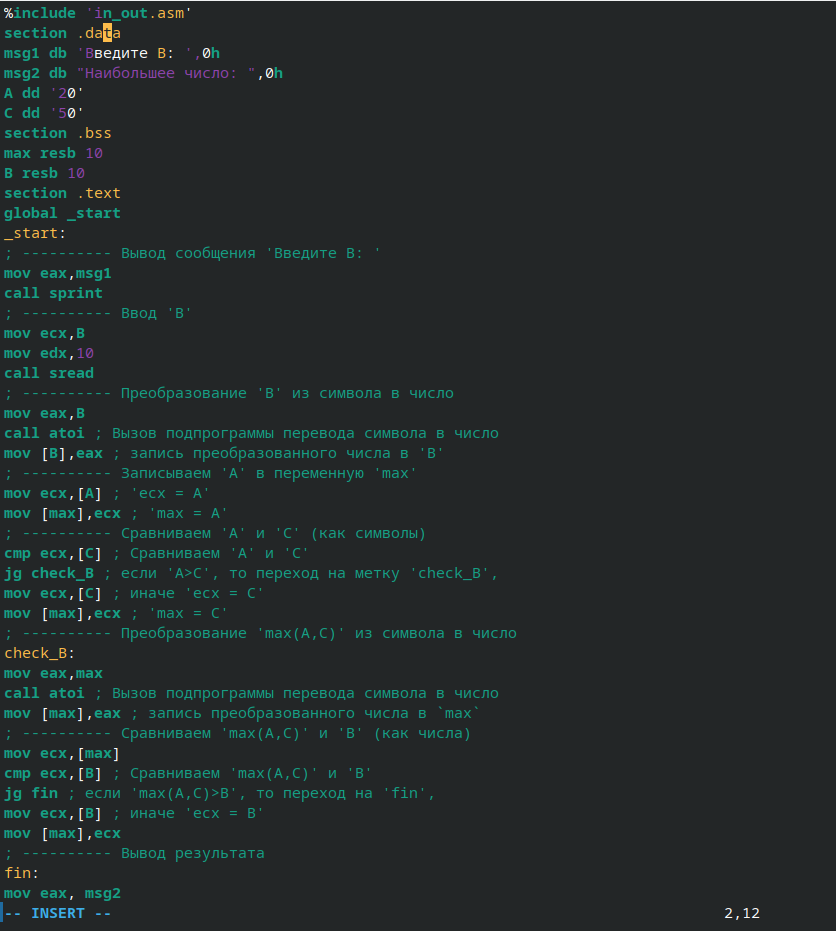 %include 'in_out.asm'
section .data
msg1 db 'Введите B: ',0h
msg2 db "Наибольшее число: ",0h
A dd '20'
C dd '50'
section .bss
max resb 10
B resb 10
section .text
global _start
_start:
; ---------- Вывод сообщения 'Введите B: '
mov eax,msg1
call sprint
; ---------- Ввод 'B'
mov ecx,B
mov edx,10
call sread
; ---------- Преобразование 'B' из символа в число
mov eax,B
call atoi ; Вызов подпрограммы перевода символа в число
mov [B],eax ; запись преобразованного числа в 'B'
; ---------- Записываем 'A' в переменную 'max'
mov ecx,[A] ; 'ecx = A'
mov [max],ecx ; 'max = A'
; ---------- Сравниваем 'A' и 'С' (как символы)
cmp ecx,[C] ; Сравниваем 'A' и 'С'
jg check_B ; если 'A>C', то переход на метку 'check_B',
mov ecx,[C] ; иначе 'ecx = C'
mov [max],ecx ; 'max = C'
; ---------- Преобразование 'max(A,C)' из символа в число
check_B:
mov eax,max
call atoi ; Вызов подпрограммы перевода символа в число
mov [max],eax ; запись преобразованного числа в `max`
; ---------- Сравниваем 'max(A,C)' и 'B' (как числа)
mov ecx,[max]
cmp ecx,[B] ; Сравниваем 'max(A,C)' и 'B'
jg fin ; если 'max(A,C)>B', то переход на 'fin',
mov ecx,[B] ; иначе 'ecx = B'
mov [max],ecx
; ---------- Вывод результата
fin:
mov eax, msg2
-- INSERT -- 2,12